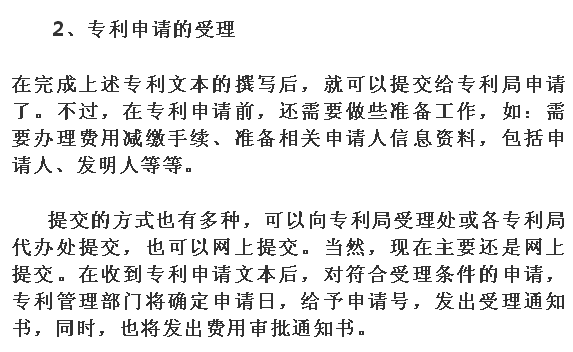 2、专利申请的受理
在完成上述专利文本的撰写后，就可以提交给专利局申请
了。不过，在专利申请前，还需要做些准备工作，如：需
要办理费用减缴手续、准备相关申请人信息资料，包括申
请人、发明人等等。
提交的方式也有多种，可以向专利局受理处或各专利局
代办处提交，也可以网上提交。当然，现在主要还是网上
提交。在收到专利申请文本后，对符合受理条件的申请，
专利管理部门将确定申请日，给予申请号，发出受理通知
书，同时，也将发出费用审批通知书。